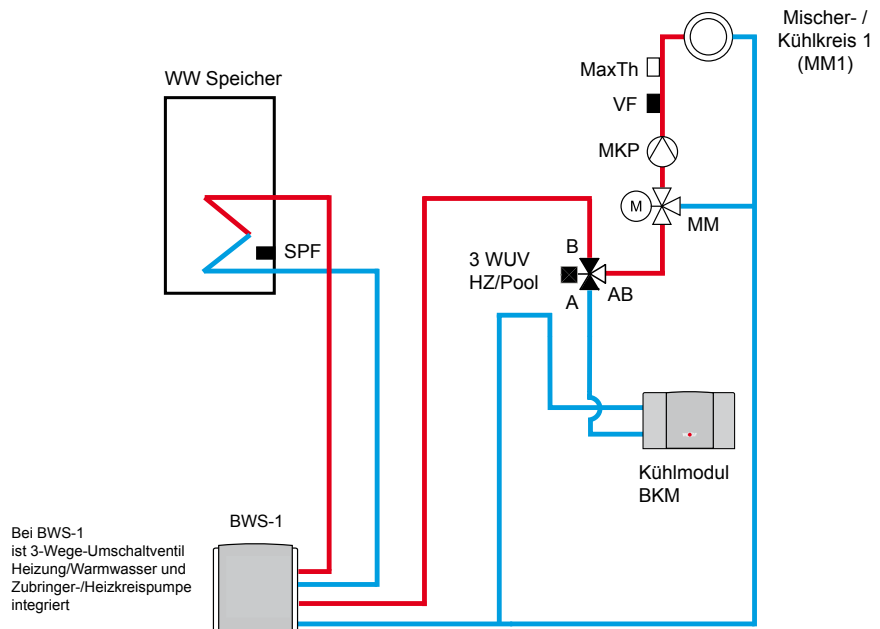 Mischer- /
Kühlkreis 1
(MM1)
MaxTh
WW Speicher
VF
MKP
M
MM
B
SPF
3 WUV
HZ/Pool
AB
A
Kühlmodul
BKM
BWS-1
Bei BWS-1
ist 3-Wege-Umschaltventil
Heizung/Warmwasser und
Zubringer-/Heizkreispumpe
integriert